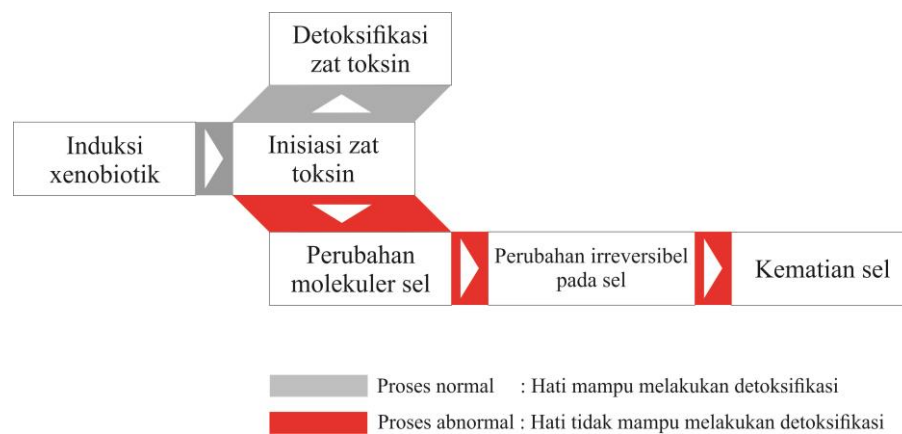 Detoksifikasi
zat toksin
Induksi
xenobiotik
Inisiasi zat
toksin
Perubahan
molekuler sel
Perubahan irreversibel
pada sel
Kematian sel
Proses normal : Hati mampu melakukan detoksifikasi
Proses abnormal : Hati tidak mampu melakukan detoksifikasi